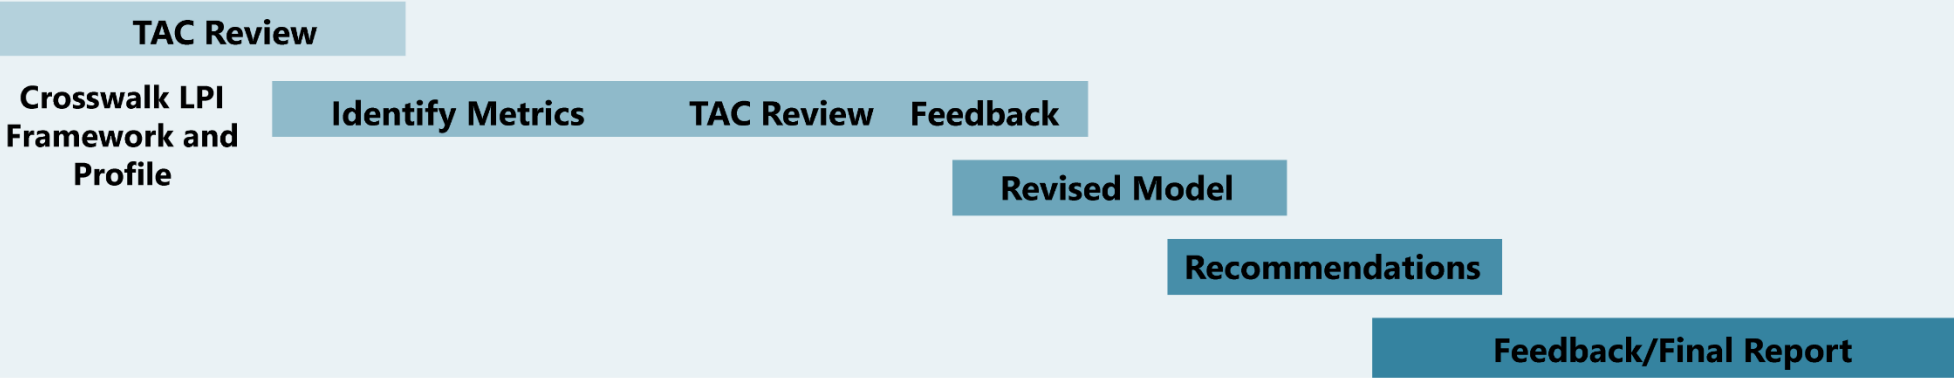 TAC Review
Crosswalk LPI
Framework and
Profile
Identify Metrics TAC Review Feedback
Revised Model
Recommendations
Feedback/Final Report